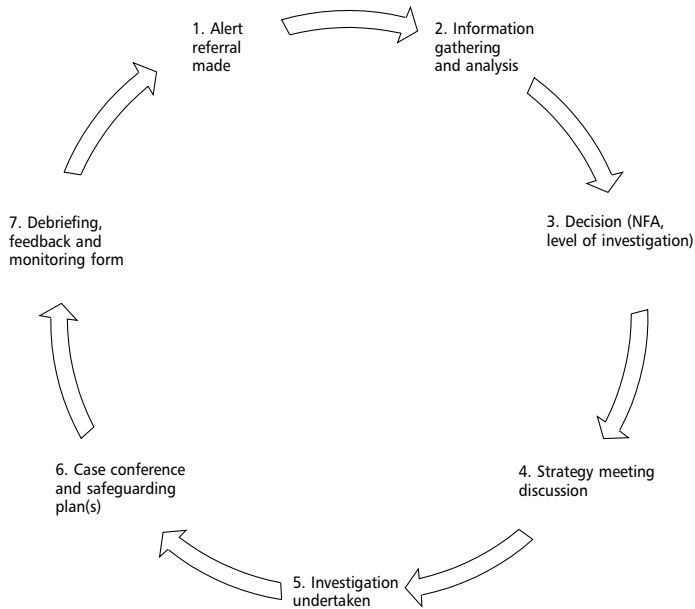 1. Alert
referral
made
2. Information
gathering
and analysis
3. Decision (NFA,
level of investigation)
4. Strategy meeting
discussion
5. Investigation
undertaken
6. Case conference
and safeguarding
plan(s)
7. Debriefing,
feedback and
monitoring form